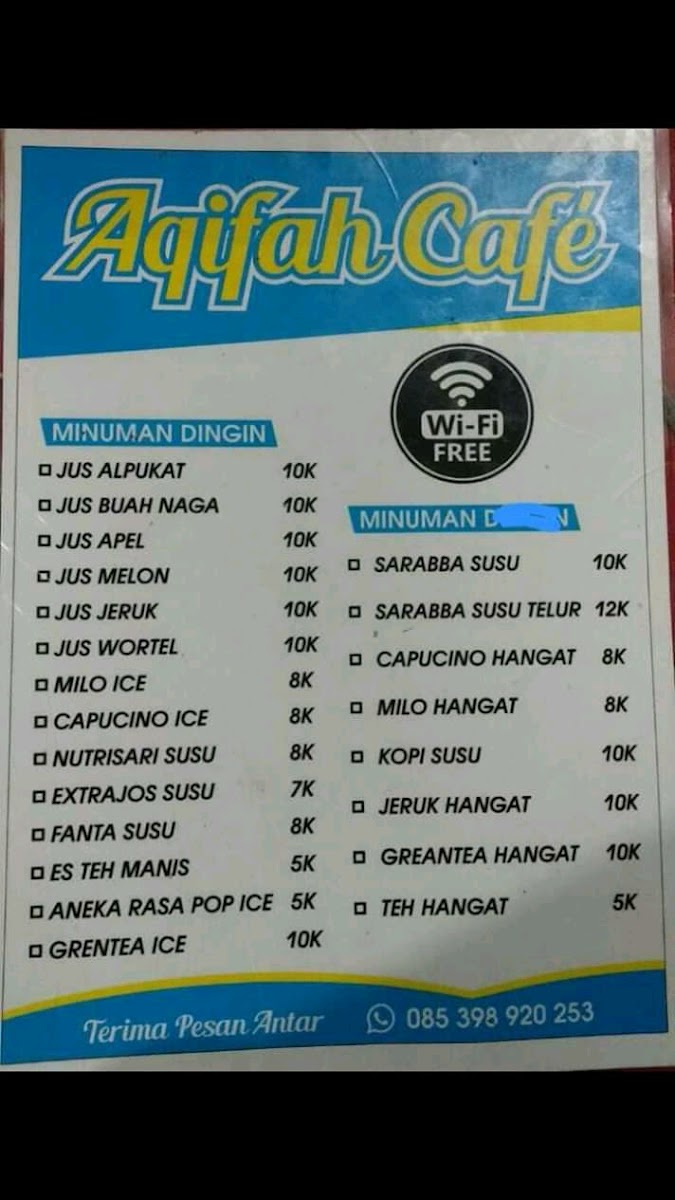 Aqifah Café
Wi-Fi
FREE
MINUMAN DINGIN
JUS ALPUKAT 10K
JUS BUAH NAGA 10K
JUS APEL 10K
JUS MELON 10K
JUS JERUK 10K
JUS WORTEL 10K
MILO ICE 8K
CAPUCINO ICE 8K
NUTRISARI SUSU 8K
EXTRAJOS SUSU 7K
FANTA SUSU 8K
ES TEH MANIS 5K
ANEKA RASA POP ICE 5K
GRENTEA ICE 10K
MINUMAN
SARABBA SUSU 10K
SARABBA SUSU TELUR 12K
CAPUCINO HANGAT 8K
MILO HANGAT 8K
KOPI SUSU 10K
JERUK HANGAT 10K
GREANTEA HANGAT 10K
TEH HANGAT 5K
Terima Pesan Antar 085 398 920 253